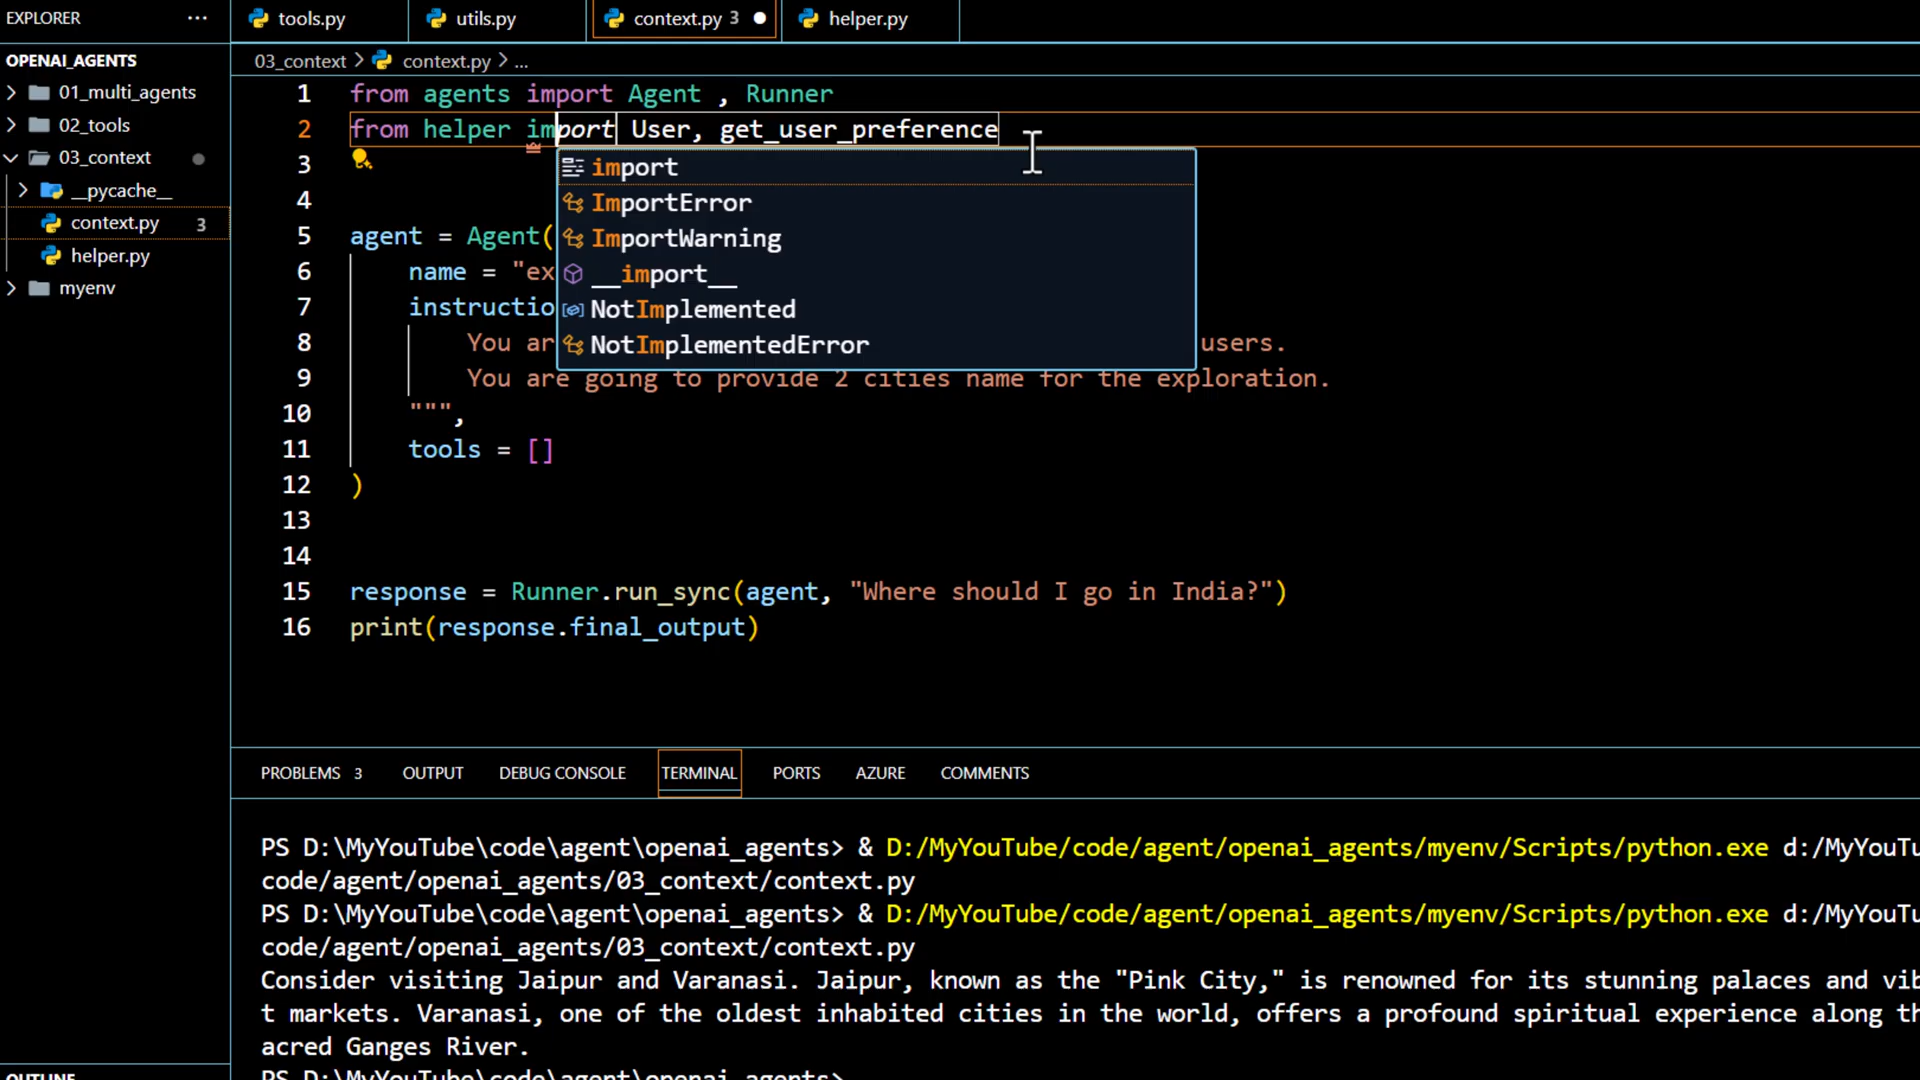 EXPLORER ...
tools.py
utils.py
context.py 3
helper.py
OPENAI_AGENTS
01_multi_agents
02_tools
03_context
__pycache__
context.py 3
helper.py
myenv
OUTLINE
03_context > context.py > ...
1 from agents import Agent , Runner
2 from helper import User, get_user_preference
3
4
5 agent = Agent(
6 name = "ex
7 instructio
8 You ar users.
9 You are going to provide 2 cities name for the exploration.
10 """,
11 tools = []
12 )
13
14
15 response = Runner.run_sync(agent, "Where should I go in India?")
16 print(response.final_output)
import
ImportError
ImportWarning
__import__
NotImplemented
NotImplementedError
PROBLEMS 3 OUTPUT DEBUG CONSOLE TERMINAL PORTS AZURE COMMENTS
PS D:\MyYouTube\code\agent\openai_agents> & D:/MyYouTube/code/agent/openai_agents/myenv/Scripts/python.exe d:/MyYouTu
code/agent/openai_agents/03_context/context.py
PS D:\MyYouTube\code\agent\openai_agents> & D:/MyYouTube/code/agent/openai_agents/myenv/Scripts/python.exe d:/MyYouTu
code/agent/openai_agents/03_context/context.py
Consider visiting Jaipur and Varanasi. Jaipur, known as the "Pink City," is renowned for its stunning palaces and vib
t markets. Varanasi, one of the oldest inhabited cities in the world, offers a profound spiritual experience along th
acred Ganges River.
PS D:\MyYouTube\code\agent\openai_agents>